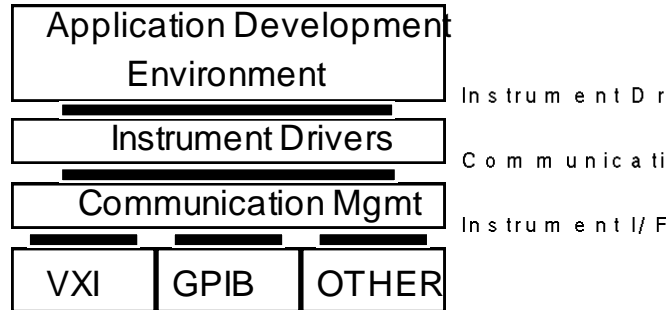 Application Development
Environment
Instrument Dr
Instrument Drivers
Communicati
Communication Mgmt
Instrument I/F
VXI GPIB OTHER